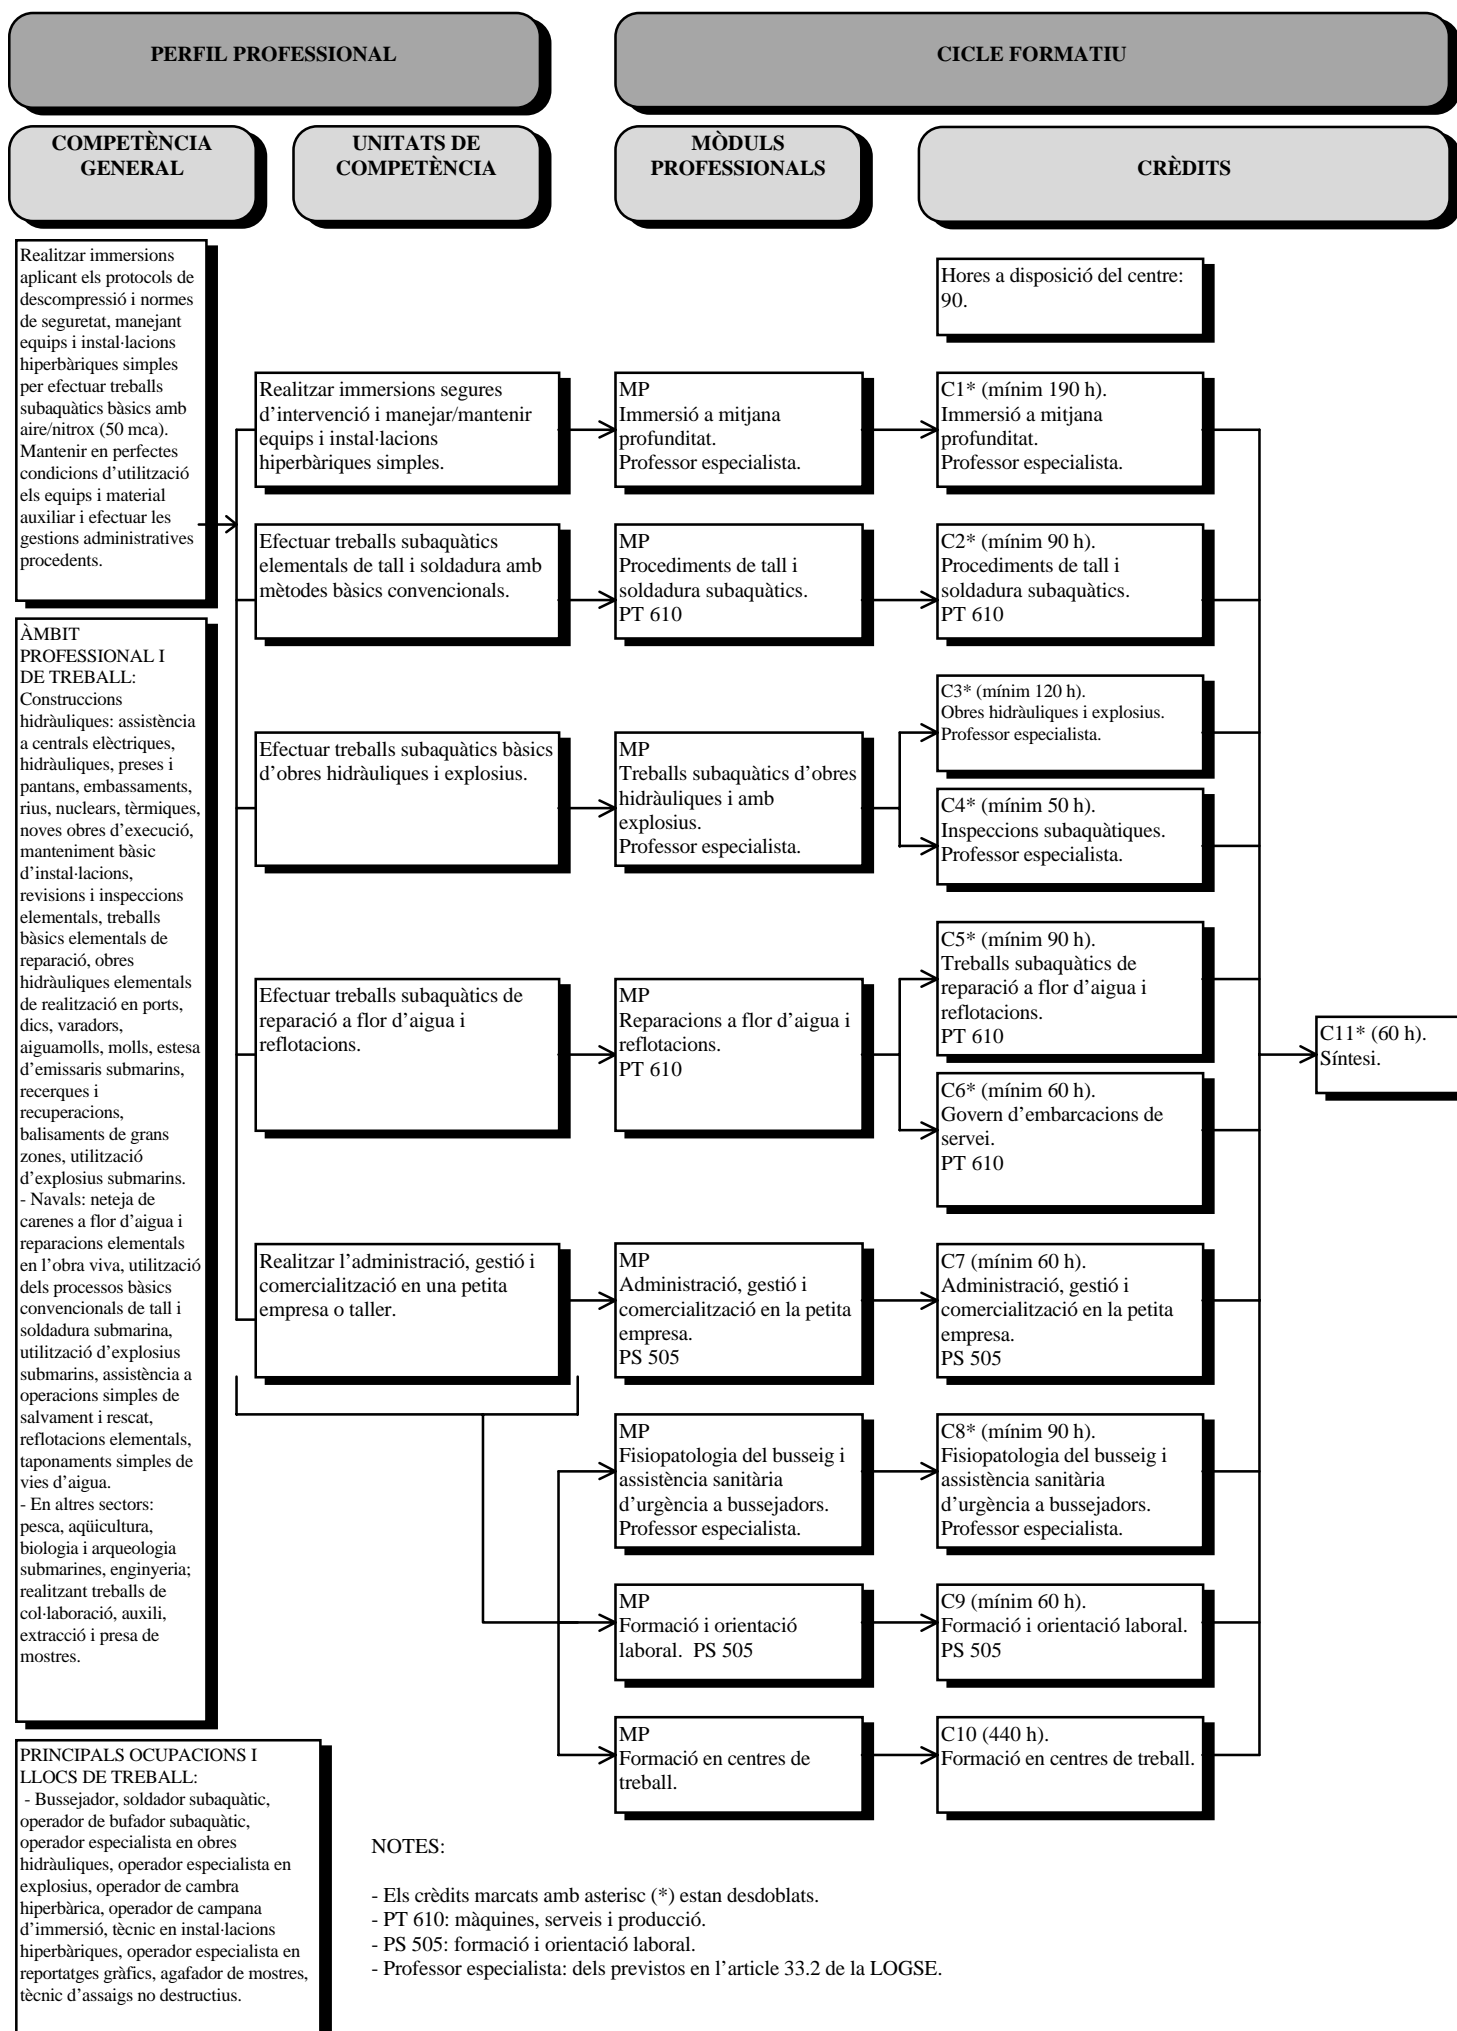 PERFIL PROFESSIONAL
CICLE FORMATIU
COMPETÈNCIA
GENERAL
UNITATS DE
COMPETÈNCIA
MÒDULS
PROFESSIONALS
CRÈDITS
Realitzar immersions
aplicant els protocols de
descompressió i normes
de seguretat, manejant
equips i instal·lacions
hiperbàriques simples
per efectuar treballs
subaquàtics bàsics amb
aire/nitrox (50 mca).
Mantenir en perfectes
condicions d’utilització
els equips i material
auxiliar i efectuar les
gestions administratives
procedents.
ÀMBIT
PROFESSIONAL I
DE TREBALL:
Construccions
hidràuliques: assistència
a centrals elèctriques,
hidràuliques, preses i
pantans, embassaments,
rius, nuclears, tèrmiques,
noves obres d’execució,
manteniment bàsic
d’instal·lacions,
revisions i inspeccions
elementals, treballs
bàsics elementals de
reparació, obres
hidràuliques elementals
de realització en ports,
dics, varadors,
aiguamolls, molls, estesa
d’emissaris submarins,
recerques i
recuperacions,
balisaments de grans
zones, utilització
d’explosius submarins.
- Navals: neteja de
carenes a flor d’aigua i
reparacions elementals
en l’obra viva, utilització
dels processos bàsics
convencionals de tall i
soldadura submarina,
utilització d’explosius
submarins, assistència a
operacions simples de
salvament i rescat,
reflotacions elementals,
taponaments simples de
vies d’aigua.
- En altres sectors:
pesca, aqüicultura,
biologia i arqueologia
submarines, enginyeria;
realitzant treballs de
col·laboració, auxili,
extracció i presa de
mostres.
PRINCIPALS OCUPACIONS I
LLOCS DE TREBALL:
- Bussejador, soldador subaquàtic,
operador de bufador subaquàtic,
operador especialista en obres
hidràuliques, operador especialista en
explosius, operador de cambra
hiperbàrica, operador de campana
d’immersió, tècnic en instal·lacions
hiperbàriques, operador especialista en
reportatges gràfics, agafador de mostres,
tècnic d’assaigs no destructius.
Realitzar immersions segures
d’intervenció i manejar/mantenir
equips i instal·lacions
hiperbàriques simples.
Efectuar treballs subaquàtics
elementals de tall i soldadura amb
mètodes bàsics convencionals.
Efectuar treballs subaquàtics bàsics
d’obres hidràuliques i explosius.
Efectuar treballs subaquàtics de
reparació a flor d’aigua i
reflotacions.
Realitzar l’administració, gestió i
comercialització en una petita
empresa o taller.
MP
Immersió a mitjana
profunditat.
Professor especialista.
MP
Procediments de tall i
soldadura subaquàtics.
PT 610
MP
Treballs subaquàtics d’obres
hidràuliques i amb
explosius.
Professor especialista.
MP
Reparacions a flor d’aigua i
reflotacions.
PT 610
MP
Administració, gestió i
comercialització en la petita
empresa.
PS 505
MP
Fisiopatologia del busseig i
assistència sanitària
d’urgència a bussejadors.
Professor especialista.
MP
Formació i orientació
laboral.  PS 505
MP
Formació en centres de
treball.
Hores a disposició del centre:
90.
C1* (mínim 190 h).
Immersió a mitjana
profunditat.
Professor especialista.
C2* (mínim 90 h).
Procediments de tall i
soldadura subaquàtics.
PT 610
C3* (mínim 120 h).
Obres hidràuliques i explosius.
Professor especialista.
C4* (mínim 50 h).
Inspeccions subaquàtiques.
Professor especialista.
C5* (mínim 90 h).
Treballs subaquàtics de
reparació a flor d’aigua i
reflotacions.
PT 610
C6* (mínim 60 h).
Govern d’embarcacions de
servei.
PT 610
C7 (mínim 60 h).
Administració, gestió i
comercialització en la petita
empresa.
PS 505
C8* (mínim 90 h).
Fisiopatologia del busseig i
assistència sanitària
d’urgència a bussejadors.
Professor especialista.
C9 (mínim 60 h).
Formació i orientació laboral.
PS 505
C10 (440 h).
Formació en centres de treball.
C11* (60 h).
Síntesi.
NOTES:
- Els crèdits marcats amb asterisc (*) estan desdoblats.
- PT 610: màquines, serveis i producció.
- PS 505: formació i orientació laboral.
- Professor especialista: dels previstos en l’article 33.2 de la LOGSE.